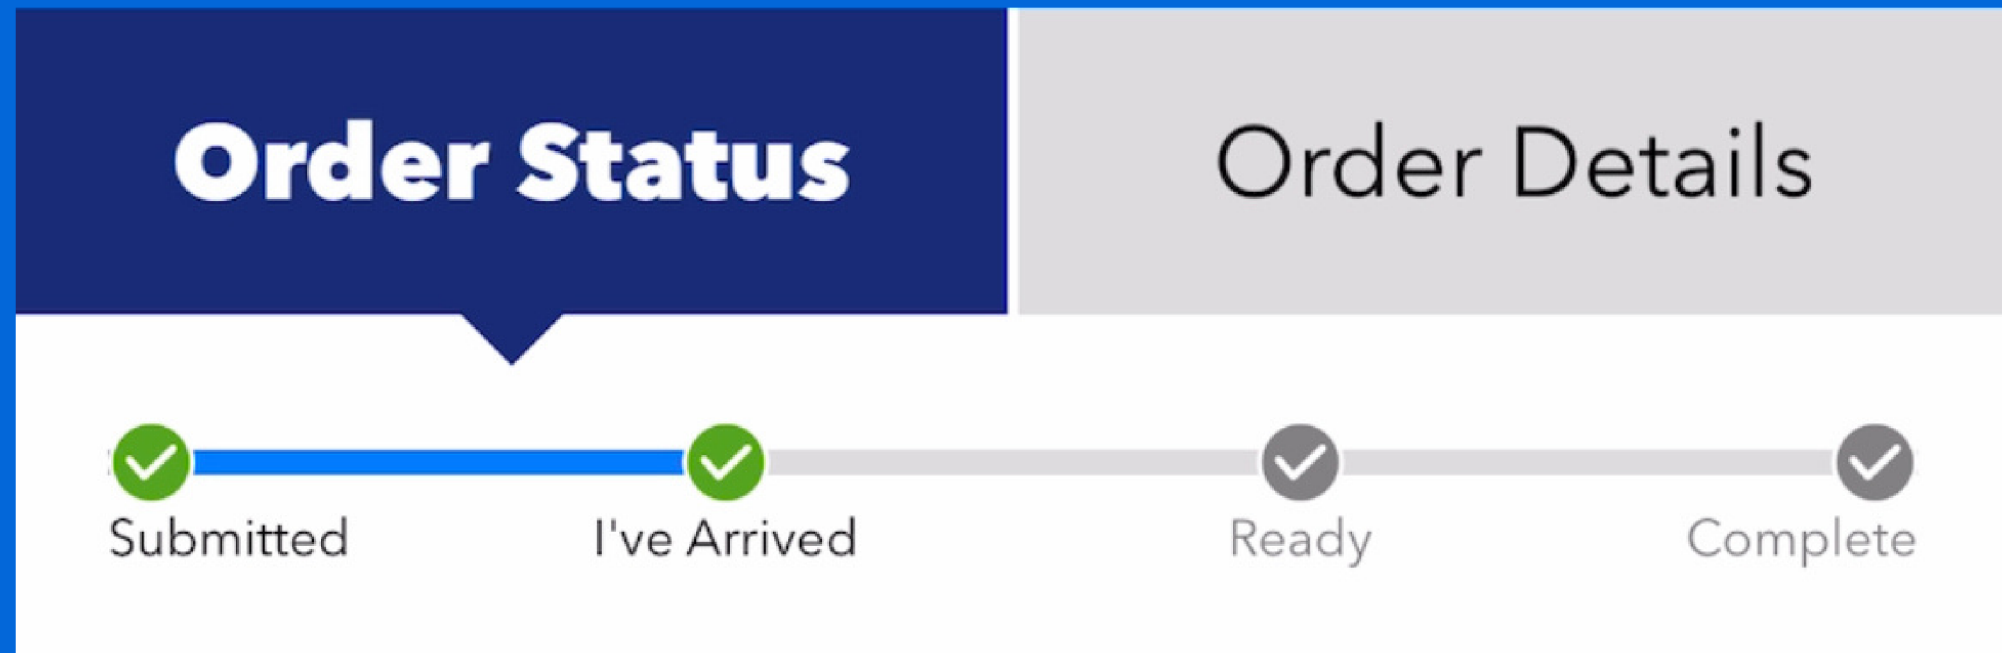 Order Status
Order Details
Submitted
I've Arrived
Ready
Complete